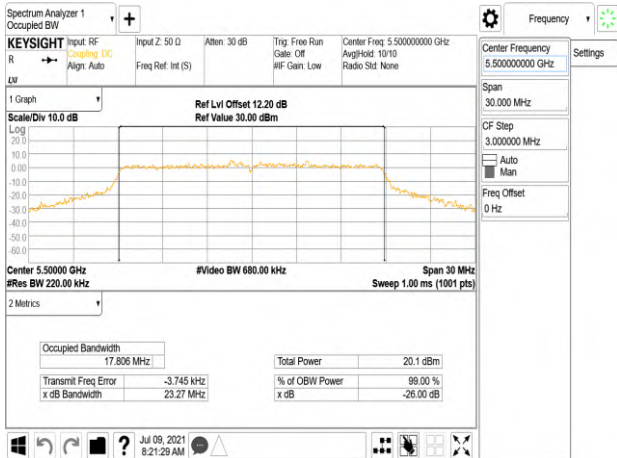 Spectrum Analyzer 1
Occupied BW
Frequency
KEYSIGHT
R
Input: RF
Coupling: DC
Align: Auto
Input Z: 50 Ω
Freq Ref: Int (S)
Atten: 30 dB
Trig: Free Run
Gate: Off
#IF Gain: Low
Center Freq: 5.500000000 GHz
Avg|Hold: 10/10
Radio Std: None
Center Frequency
5.500000000 GHz
Settings
Span
30.000 MHz
CF Step
3.000000 MHz
Auto
Man
Freq Offset
0 Hz
1 Graph
Scale/Div 10.0 dB
Ref Lvl Offset 12.20 dB
Ref Value 30.00 dBm
Log
20.0
10.0
0.00
-10.0
-20.0
-30.0
-40.0
-50.0
-60.0
Center 5.50000 GHz
#Video BW 680.00 kHz
Span 30 MHz
#Res BW 220.00 kHz
Sweep 1.00 ms (1001 pts)
2 Metrics
Occupied Bandwidth
17.806 MHz
Total Power
20.1 dBm
Transmit Freq Error
-3.745 kHz
% of OBW Power
99.00 %
x dB Bandwidth
23.27 MHz
x dB
-26.00 dB
?
Jul 09, 2021
8:21:29 AM